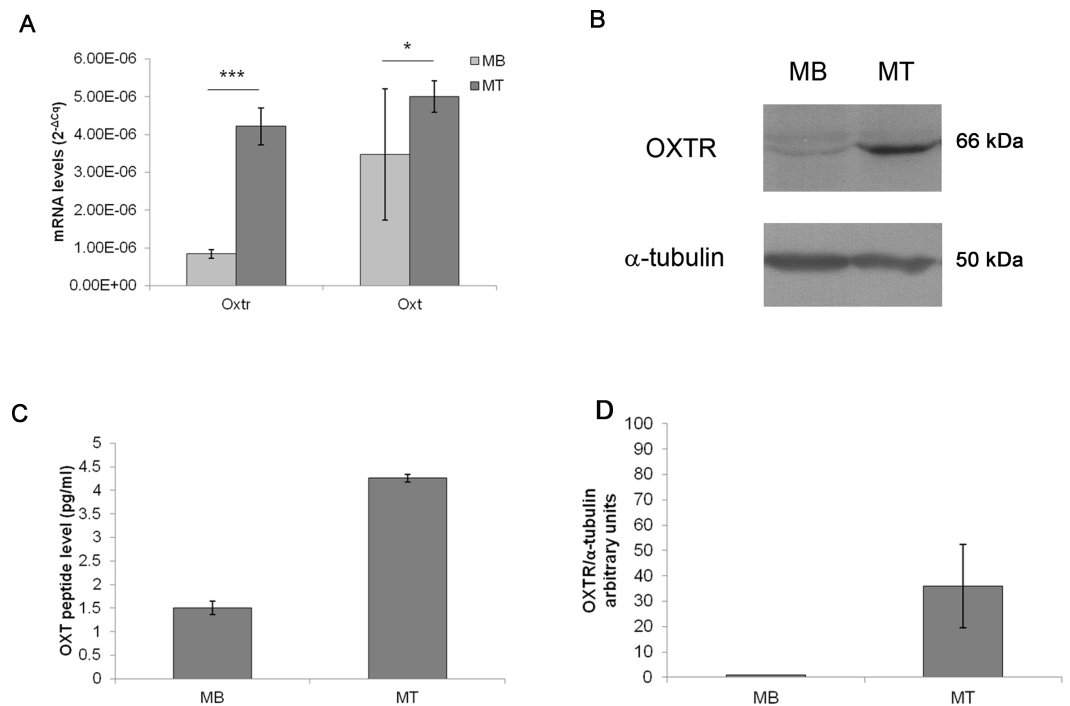 A
6.00E-06
5.00E-06
4.00E-06
3.00E-06
2.00E-06
1.00E-06
0.00E+00
mRNA levels (2-ΔCq)
***
*
MB
MT
Oxtr
Oxt
B
MB MT
OXTR
66 kDa
α-tubulin
50 kDa
C
5
4.5
4
3.5
3
2.5
2
1.5
1
0.5
0
OXT peptide level (pg/ml)
MB
MT
D
100
90
80
70
60
50
40
30
20
10
0
OXTR/α-tubulin
arbitrary units
MB
MT